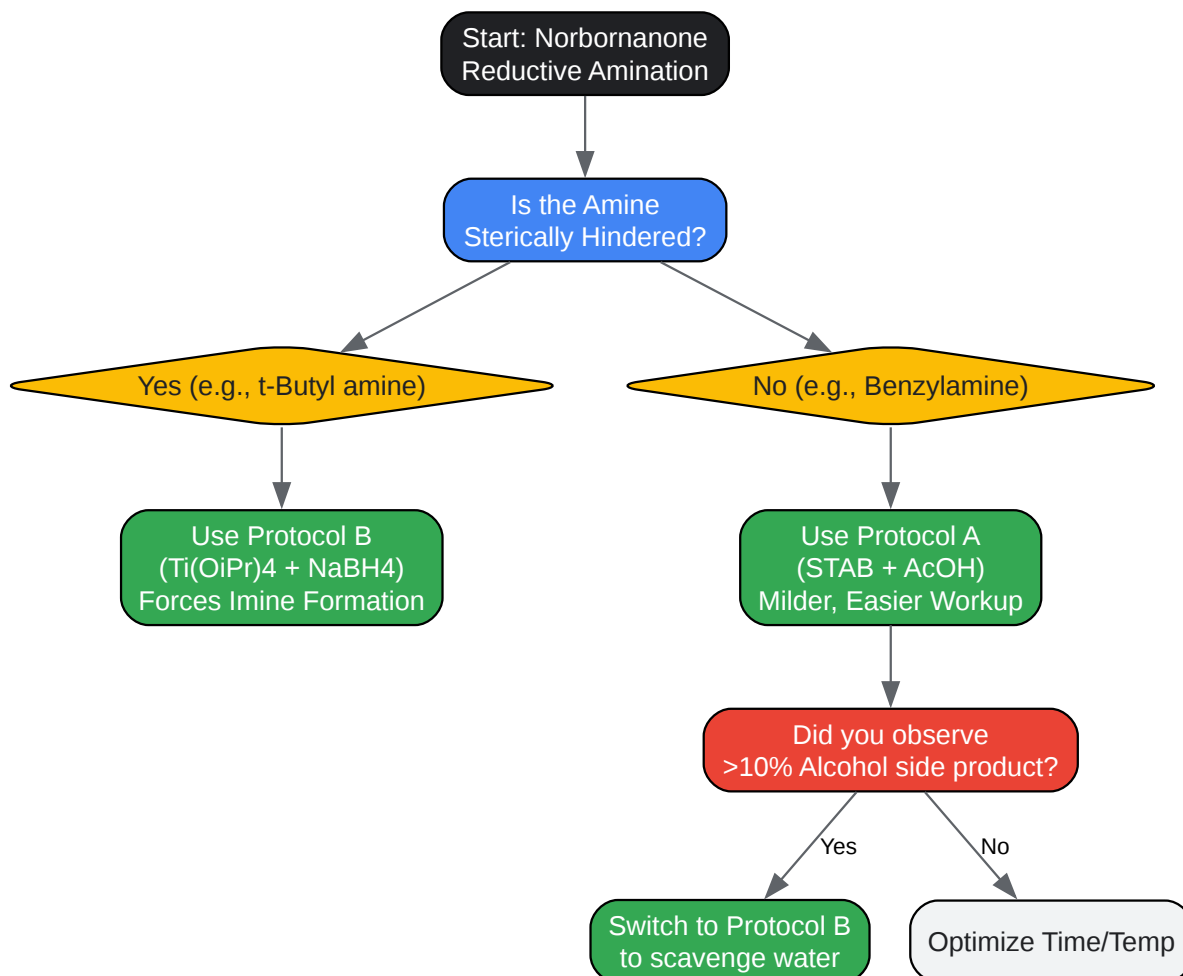 Start: Norbornanone
Reductive Amination
Is the Amine
Sterically Hindered?
Yes (e.g., t-Butyl amine)
No (e.g., Benzylamine)
Use Protocol B
(Ti(OiPr)4 + NaBH4)
Forces Imine Formation
Use Protocol A
(STAB + AcOH)
Milder, Easier Workup
Did you observe
>10% Alcohol side product?
Yes
No
Switch to Protocol B
to scavenge water
Optimize Time/Temp